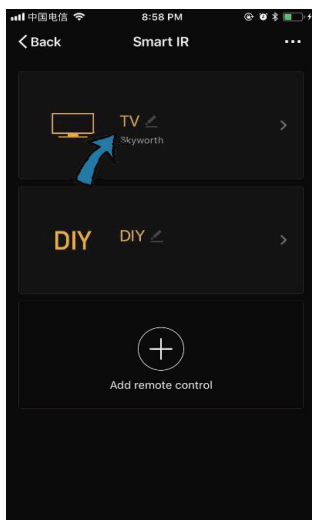 中国电信 8:58 PM
Back Smart IR
TV
Skyworth
DIY DIY
Add remote control